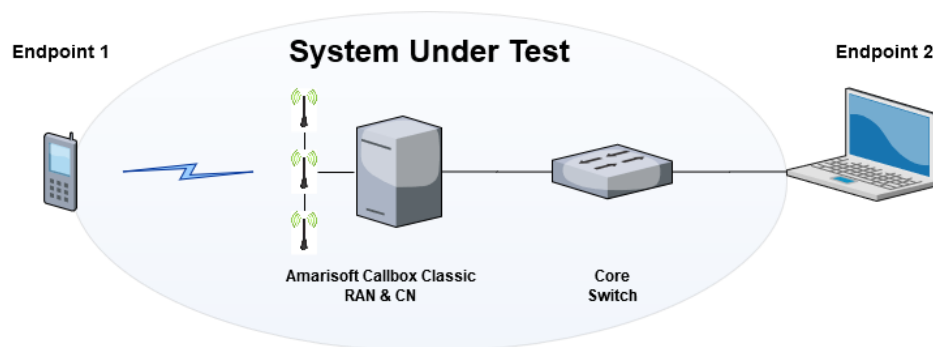 System Under Test
Endpoint 1
Endpoint 2
Amarisoft Callbox Classic
RAN & CN
Core
Switch